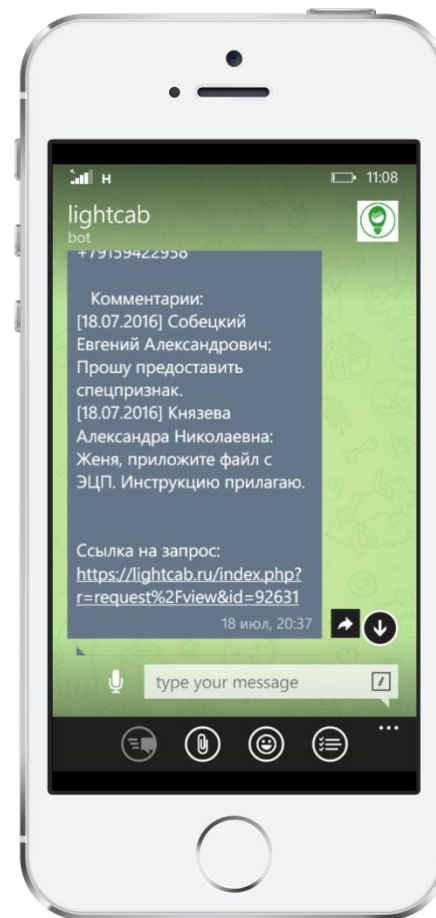 H 11:08
lightcab
bot
+79159422958
Комментарии:
[18.07.2016] Собецкий
Евгений Александрович:
Прошу предоставить
спецпризнак.
[18.07.2016] Князева
Александра Николаевна:
Женя, приложите файл с
ЭЦП. Инструкцию прилагаю.
Ссылка на запрос:
https://lightcab.ru/index.php?
r=request%2Fview&id=92631
18 июл, 20:37
type your message